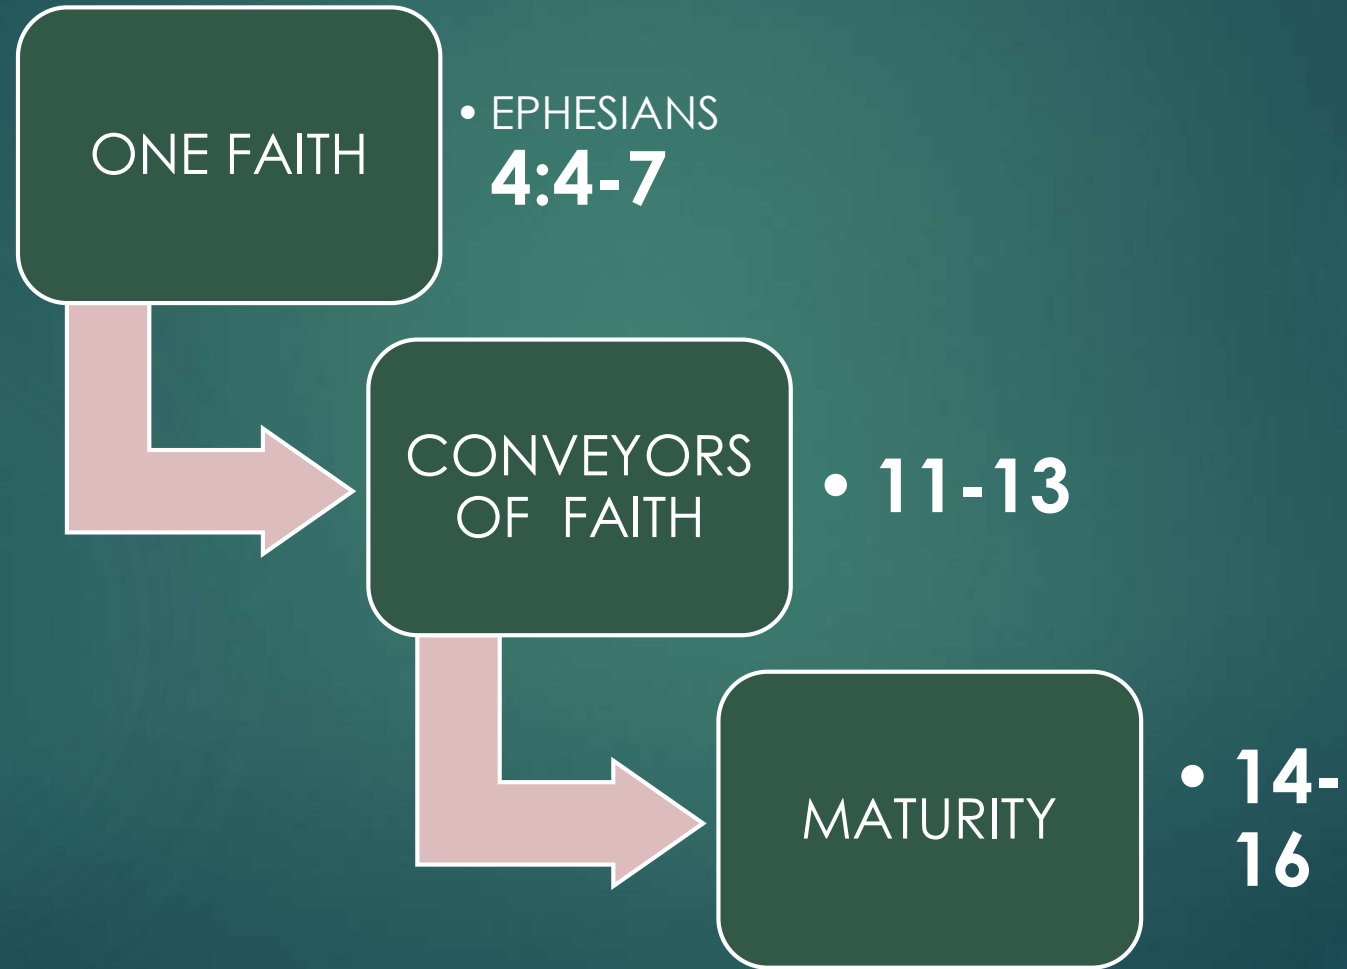 ONE FAITH
• EPHESIANS
4:4-7
CONVEYORS
OF FAITH
• 11-13
MATURITY
• 14-
16